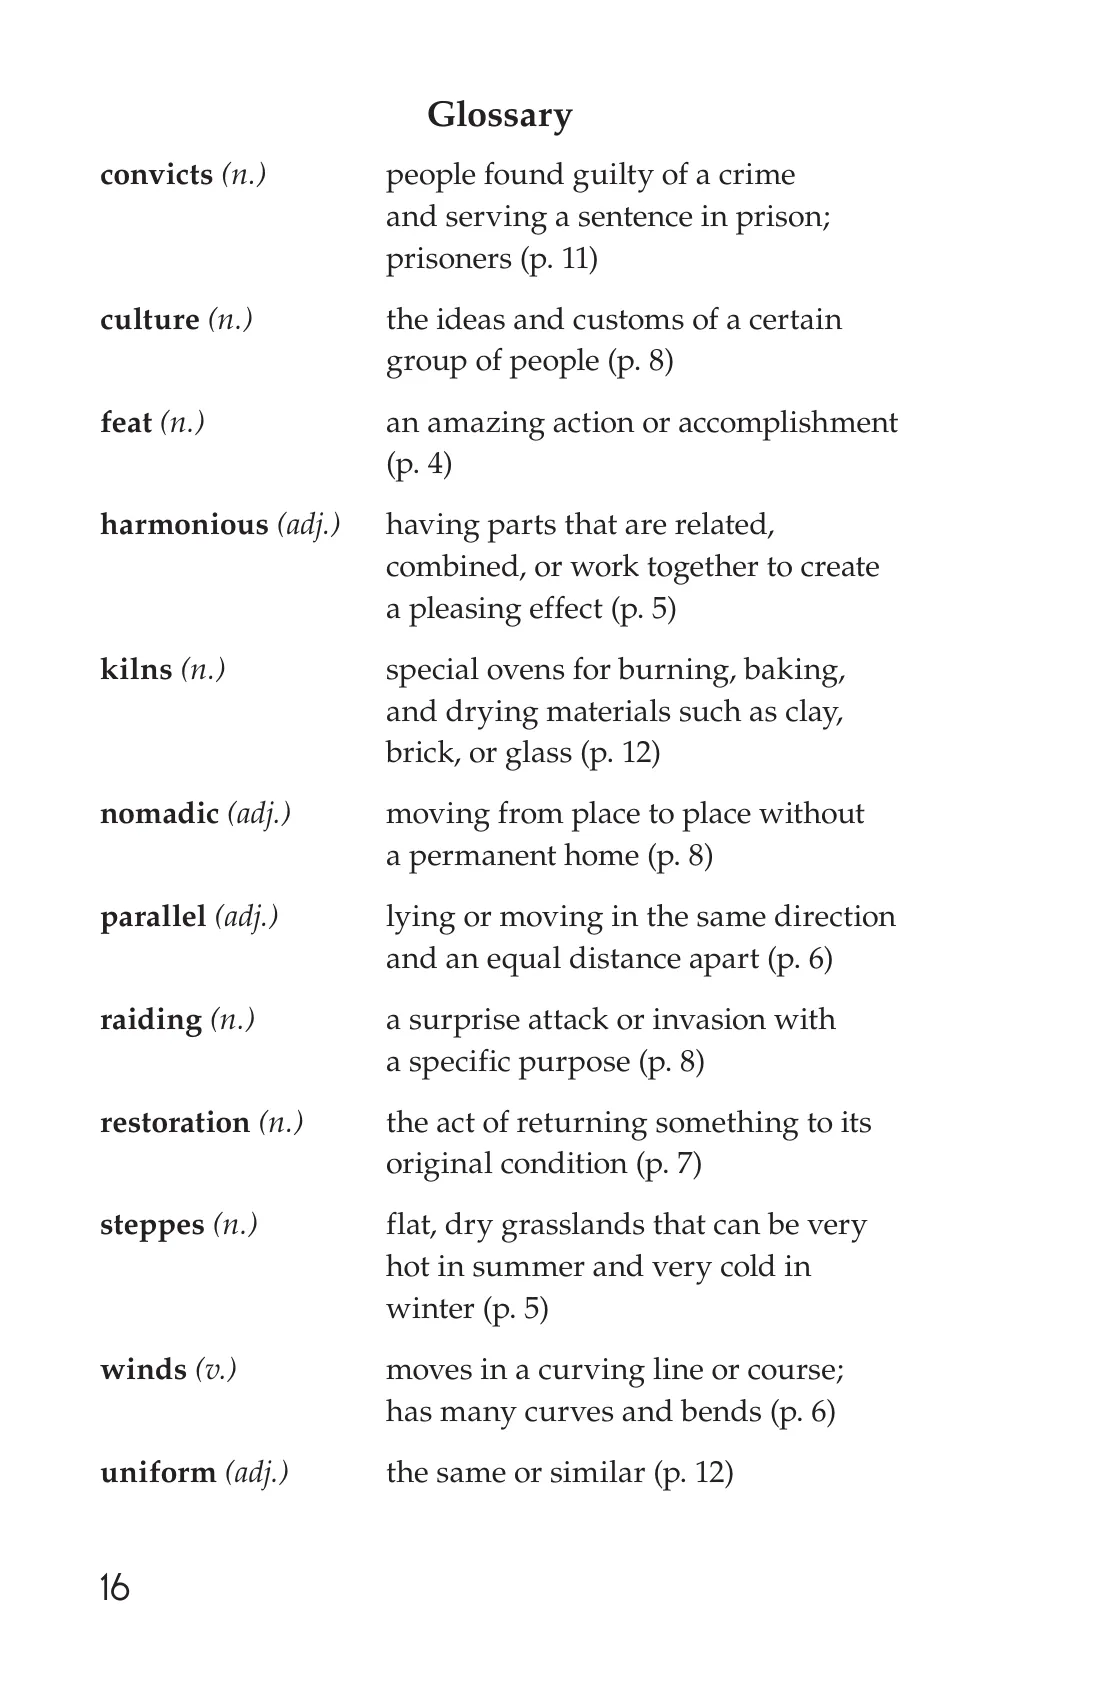 Glossary
convicts (n.) people found guilty of a crime
and serving a sentence in prison;
prisoners (p. 11)
culture (n.) the ideas and customs of a certain
group of people (p. 8)
feat (n.) an amazing action or accomplishment
(p. 4)
harmonious (adj.) having parts that are related,
combined, or work together to create
a pleasing effect (p. 5)
kilns (n.) special ovens for burning, baking,
and drying materials such as clay,
brick, or glass (p. 12)
nomadic (adj.) moving from place to place without
a permanent home (p. 8)
parallel (adj.) lying or moving in the same direction
and an equal distance apart (p. 6)
raiding (n.) a surprise attack or invasion with
a specific purpose (p. 8)
restoration (n.) the act of returning something to its
original condition (p. 7)
steppes (n.) flat, dry grasslands that can be very
hot in summer and very cold in
winter (p. 5)
winds (v.) moves in a curving line or course;
has many curves and bends (p. 6)
uniform (adj.) the same or similar (p. 12)
16